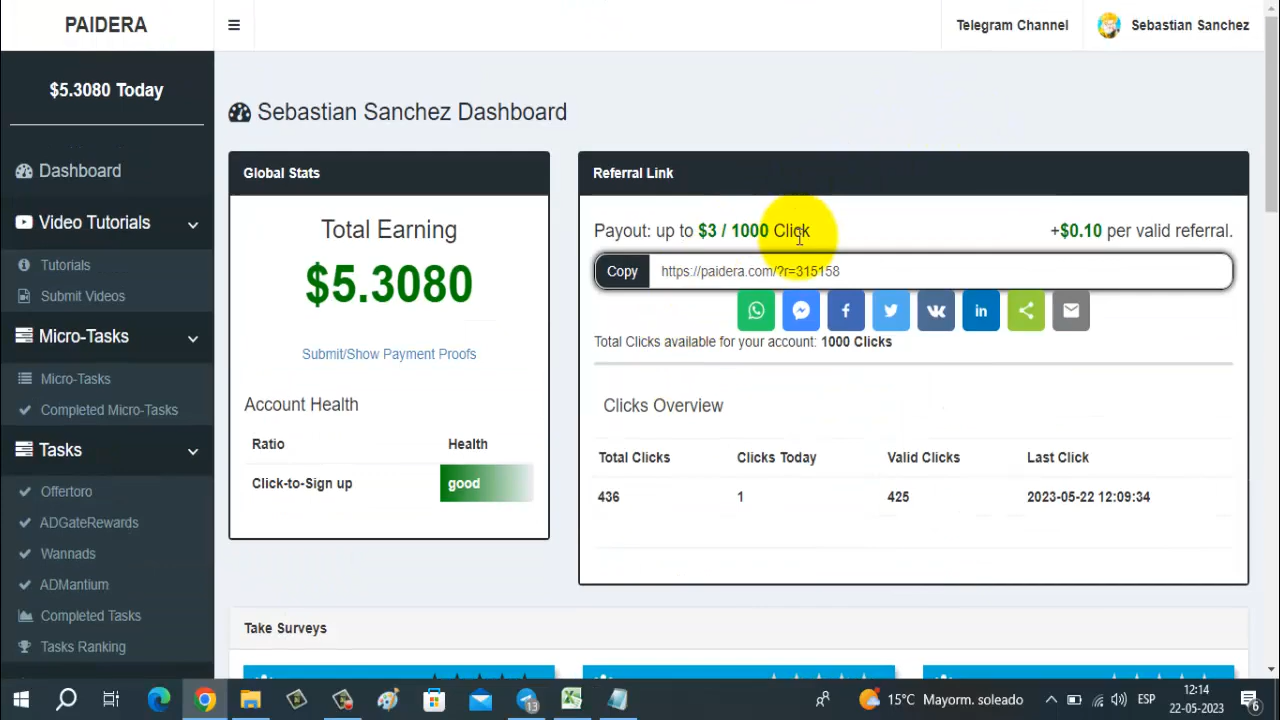 PAIDERA
Telegram Channel
Sebastian Sanchez
$5.3080 Today
Dashboard
Video Tutorials
Tutorials
Submit Videos
Micro-Tasks
Micro-Tasks
Completed Micro-Tasks
Tasks
Offertoro
ADGateRewards
Wannads
ADMantium
Completed Tasks
Tasks Ranking
Sebastian Sanchez Dashboard
Global Stats
Total Earning
$5.3080
Submit/Show Payment Proofs
Account Health
Ratio Health
Click-to-Sign up good
Referral Link
Payout: up to $3 / 1000 Click +$0.10 per valid referral.
Copy https://paidera.com/?r=315158
Total Clicks available for your account: 1000 Clicks
Clicks Overview
Total Clicks Clicks Today Valid Clicks Last Click
436 1 425 2023-05-22 12:09:34
Take Surveys
13
15°C Mayorm. soleado
ESP
12:14
22-05-2023
6